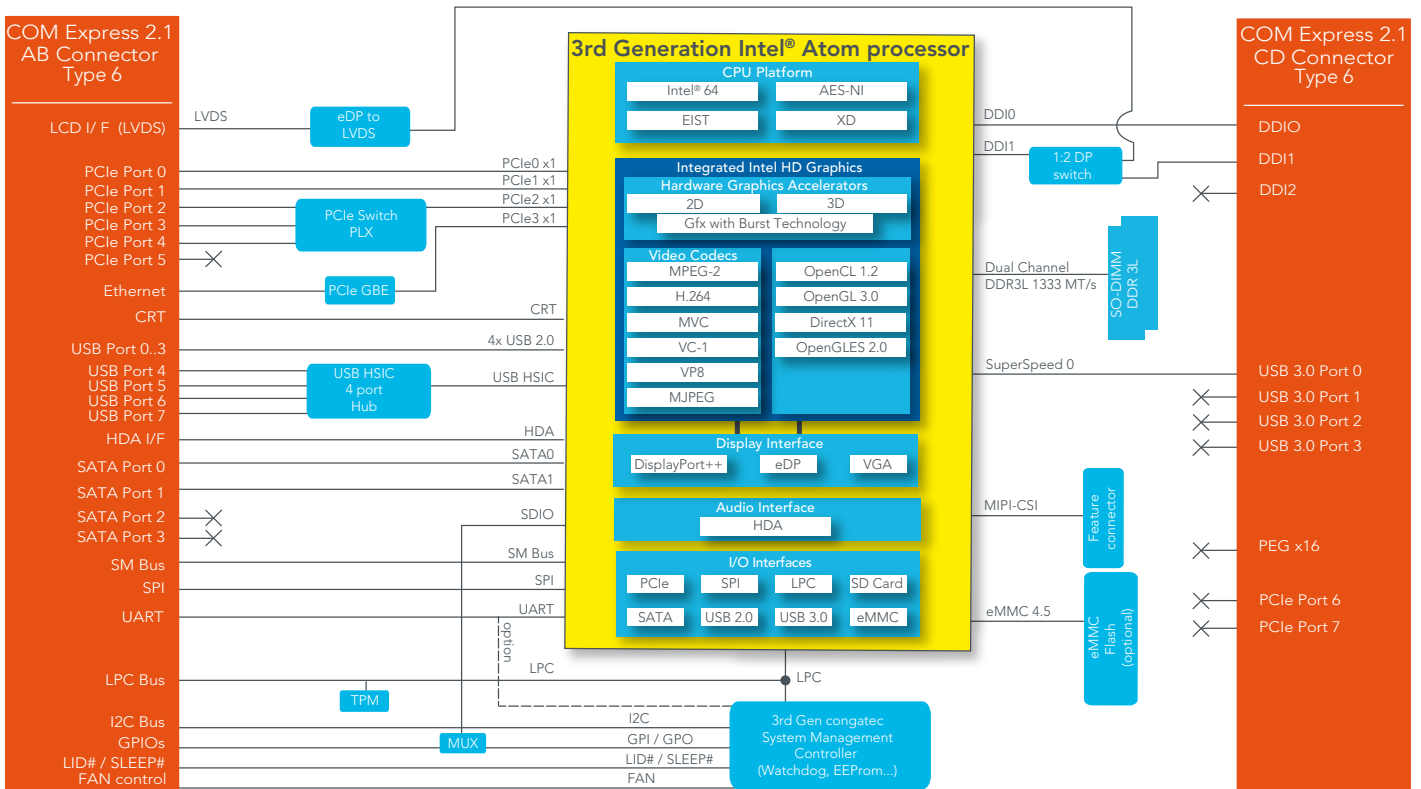 COM Express 2.1
AB Connector
Type 6
LCD I/ F (LVDS)
PCIe Port 0
PCIe Port 1
PCIe Port 2
PCIe Port 3
PCIe Port 4
PCIe Port 5
Ethernet
CRT
USB Port 0..3
USB Port 4
USB Port 5
USB Port 6
USB Port 7
HDA I/F
SATA Port 0
SATA Port 1
SATA Port 2
SATA Port 3
SM Bus
SPI
UART
LPC Bus
I2C Bus
GPIOs
LID# / SLEEP#
FAN control
LVDS
eDP to
LVDS
PCIe Switch
PLX
PCIe GBE
USB HSIC
4 port
Hub
TPM
MUX
PCIe0 x1
PCIe1 x1
PCIe2 x1
PCIe3 x1
CRT
4x USB 2.0
USB HSIC
HDA
SATA0
SATA1
SDIO
SM Bus
SPI
UART
option
LPC
I2C
GPI / GPO
LID# / SLEEP#
FAN
3rd Generation Intel® Atom processor
CPU Platform
Intel® 64
AES-NI
EIST
XD
Integrated Intel HD Graphics
Hardware Graphics Accelerators
2D
3D
Gfx with Burst Technology
Video Codecs
MPEG-2
H.264
MVC
VC-1
VP8
MJPEG
OpenCL 1.2
OpenGL 3.0
DirectX 11
OpenGLES 2.0
Display Interface
DisplayPort++
eDP
VGA
Audio Interface
HDA
I/O Interfaces
PCIe
SPI
LPC
SD Card
SATA
USB 2.0
USB 3.0
eMMC
LPC
3rd Gen congatec
System Management
Controller
(Watchdog, EEProm...)
DDI0
DDI1
1:2 DP
switch
Dual Channel
DDR3L 1333 MT/s
SO-DIMM
DDR 3L
SuperSpeed 0
MIPI-CSI
Feature
connector
eMMC 4.5
eMMC
Flash
(optional)
COM Express 2.1
CD Connector
Type 6
DDIO
DDI1
DDI2
USB 3.0 Port 0
USB 3.0 Port 1
USB 3.0 Port 2
USB 3.0 Port 3
PEG x16
PCIe Port 6
PCIe Port 7